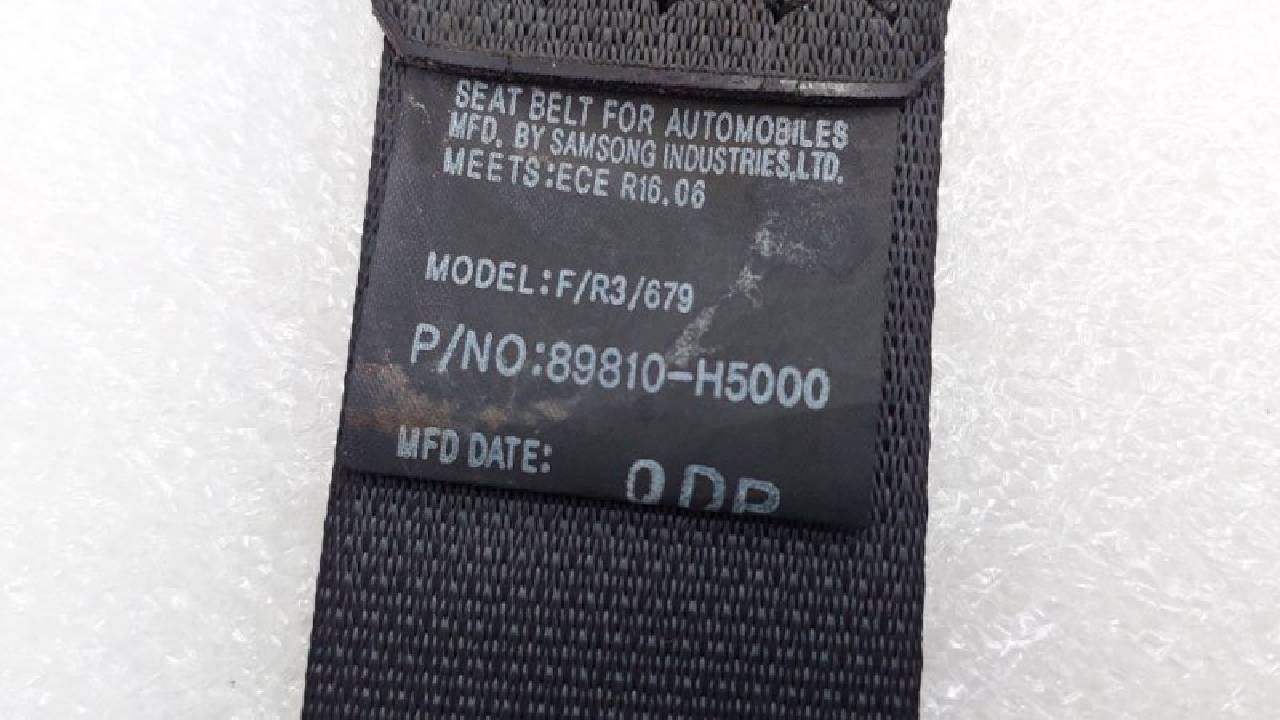 SEAT BELT FOR AUTOMOBILES
MFD. BY SAMSONG INDUSTRIES,LTD.
MEETS:ECE R16.06
MODEL:F/R3/679
P/NO:89810-H5000
MFD DATE: